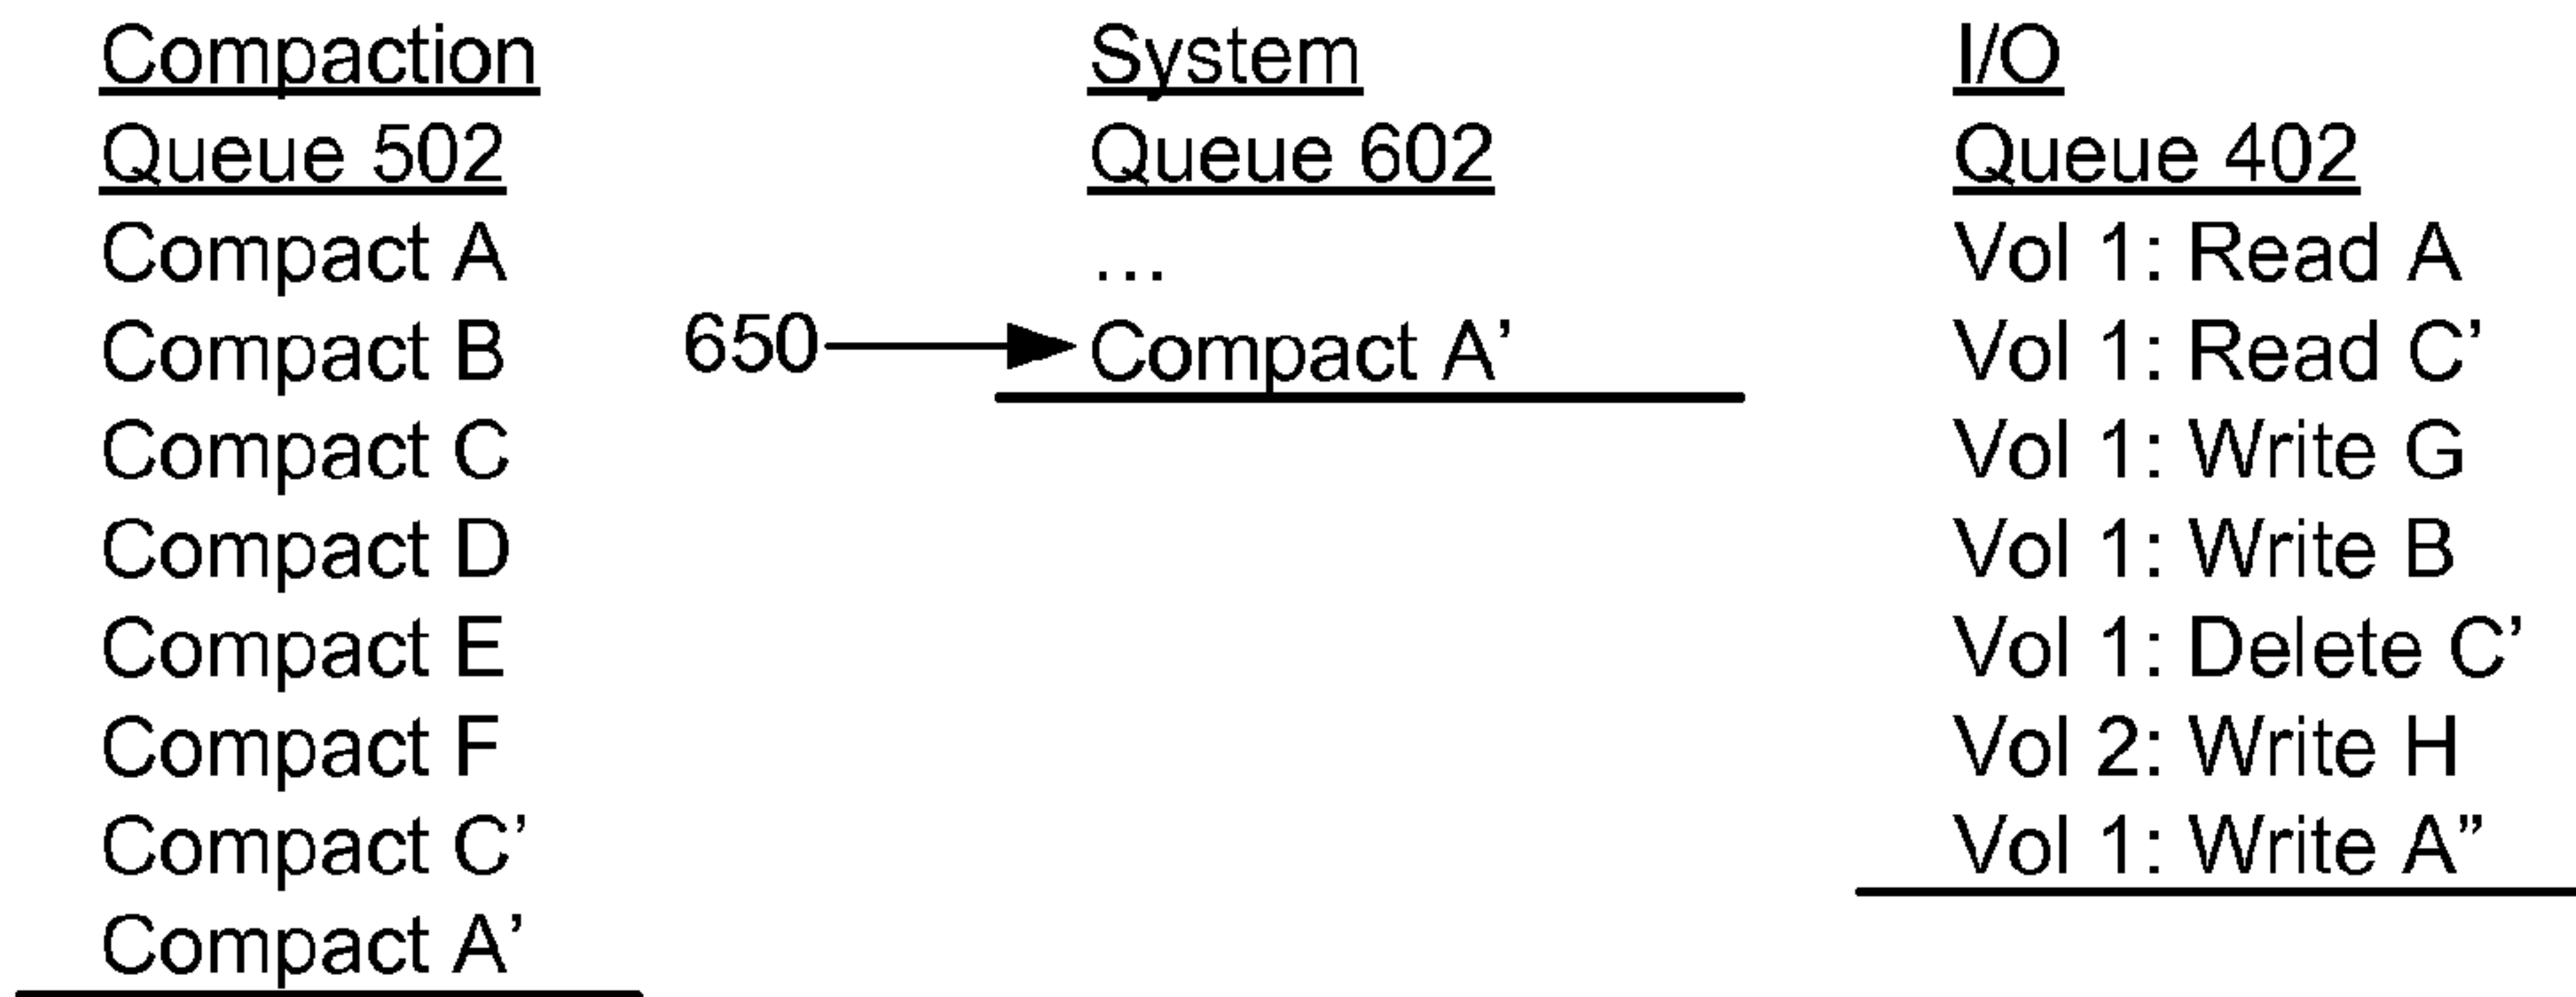 Compaction
Queue 502
Compact A
Compact B
Compact C
Compact D
Compact E
Compact F
Compact C’
Compact A’
650
System
Queue 602
...
Compact A’
I/O
Queue 402
Vol 1: Read A
Vol 1: Read C’
Vol 1: Write G
Vol 1: Write B
Vol 1: Delete C’
Vol 2: Write H
Vol 1: Write A”